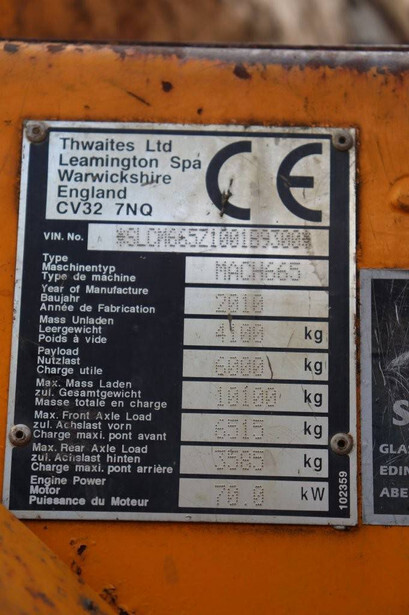 Thwaites Ltd
Leamington Spa
Warwickshire
England
CV32 7NQ
CE
VIN. No. *SLCM665Z1001B9300*
Type
Maschinentyp
Type de machine
MACH665
Year of Manufacture
Baujahr
Année de Fabrication
2010
Mass Unladen
Leergewicht
Poids à vide
4100 kg
Payload
Nutzlast
Charge utile
6000 kg
Max. Mass Laden
zul. Gesamtgewicht
Masse totale en charge
10100 kg
Max. Front Axle Load
zul. Achslast vorn
Charge maxi. pont avant
6515 kg
Max. Rear Axle Load
zul. Achslast hinten
Charge maxi. pont arrière
3585 kg
Engine Power
Motor
Puissance du Moteur
70.0 kW
102359
S
GLAS
EDIN
ABE